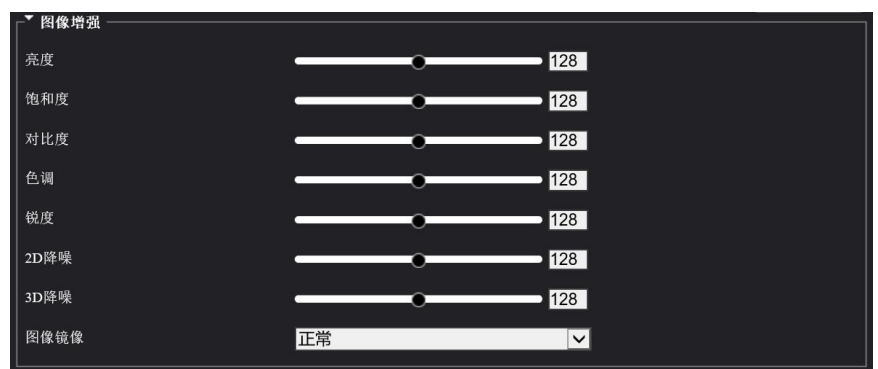 图像增强
亮度 128
饱和度 128
对比度 128
色调 128
锐度 128
2D降噪 128
3D降噪 128
图像镜像 正常